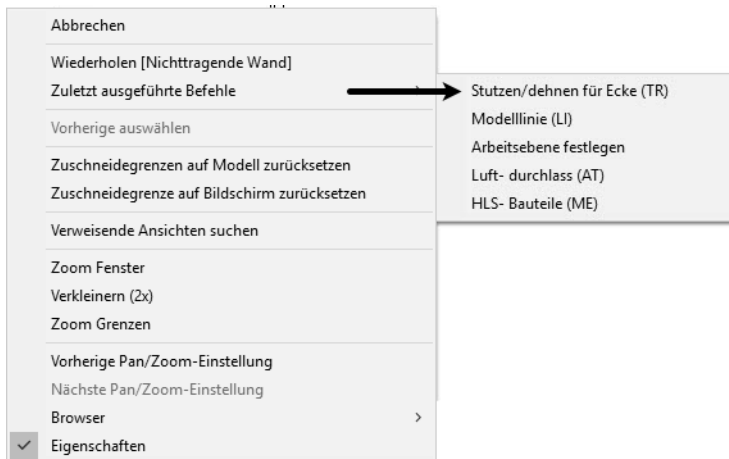 Abbrechen
Wiederholen [Nichttragende Wand]
Zuletzt ausgeführte Befehle
Stutzen/dehnen für Ecke (TR)
Modelllinie (LI)
Arbeitsebene festlegen
Luft- durchlass (AT)
HLS- Bauteile (ME)
Vorherige auswählen
Zuschneidegrenzen auf Modell zurücksetzen
Zuschneidegrenze auf Bildschirm zurücksetzen
Verweisende Ansichten suchen
Zoom Fenster
Verkleinern (2x)
Zoom Grenzen
Vorherige Pan/Zoom-Einstellung
Nächste Pan/Zoom-Einstellung
Browser
Eigenschaften